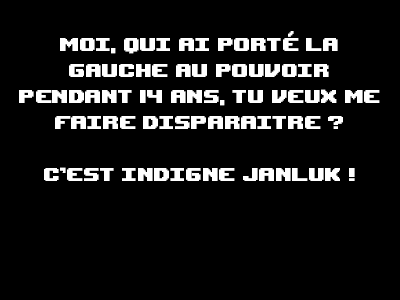 MOI, QUI AI PORTÉ LA
GAUCHE AU POUVOIR
PENDANT 14 ANS, TU VEUX ME
FAIRE DISPARAITRE ?
C'EST INDIGNE JANLUK !